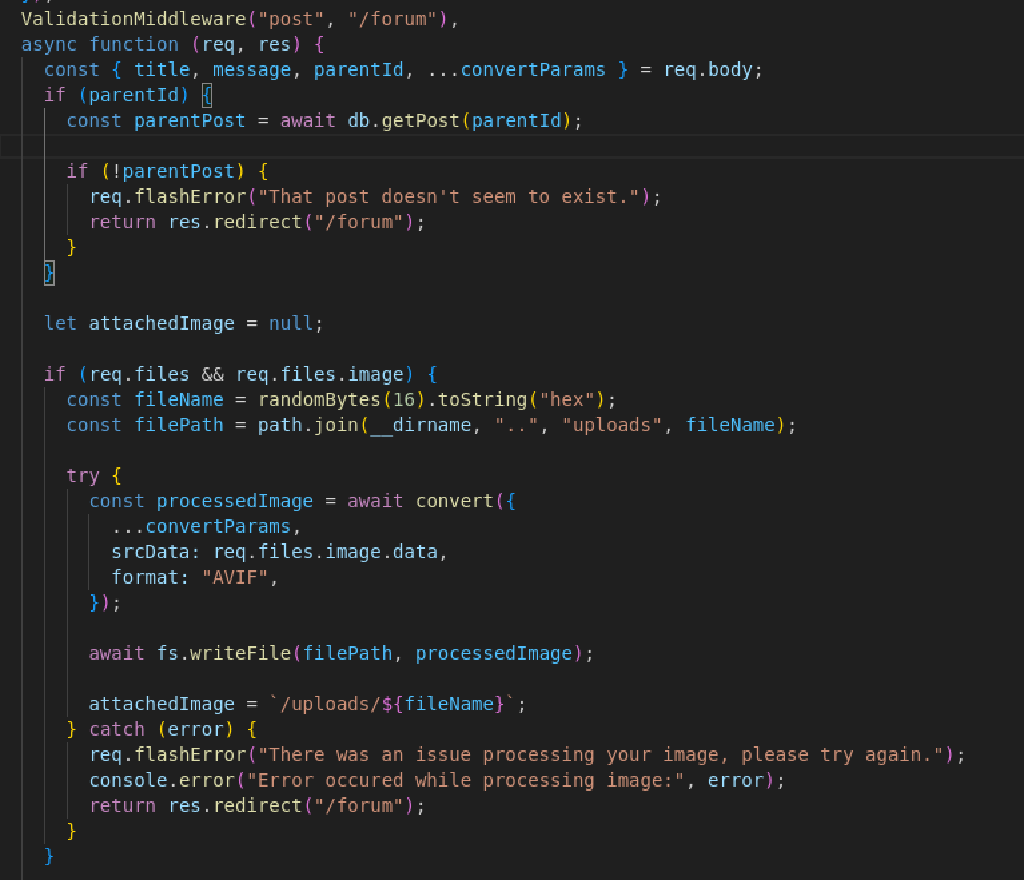 ValidationMiddleware("post", "/forum"),
async function (req, res) {
const { title, message, parentId, ...convertParams } = req.body;
if (parentId) {
const parentPost = await db.getPost(parentId);
if (!parentPost) {
req.flashError("That post doesn't seem to exist.");
return res.redirect("/forum");
}
}
let attachedImage = null;
if (req.files && req.files.image) {
const fileName = randomBytes(16).toString("hex");
const filePath = path.join(__dirname, "..", "uploads", fileName);
try {
const processedImage = await convert({
...convertParams,
srcData: req.files.image.data,
format: "AVIF",
});
await fs.writeFile(filePath, processedImage);
attachedImage = `/uploads/${fileName}`;
} catch (error) {
req.flashError("There was an issue processing your image, please try again.");
console.error("Error occured while processing image:", error);
return res.redirect("/forum");
}
}